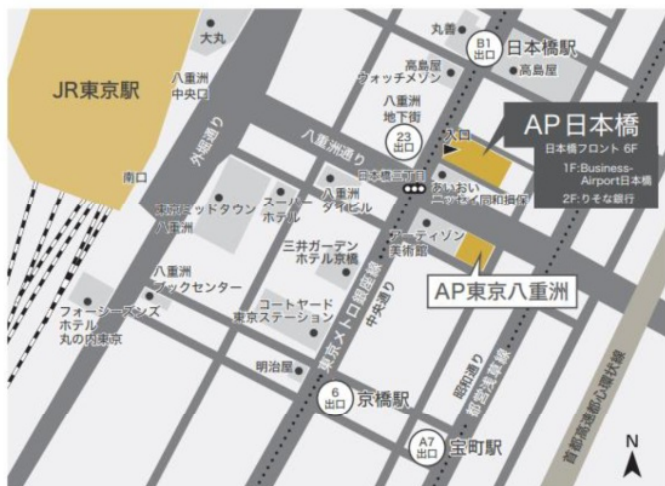 大丸
丸善
B1
出口
日本橋駅
高島屋
ウォッチメゾン
高島屋
JR東京駅
八重洲
中央口
外堀通り
八重洲
地下街
23
出口
入口
AP日本橋
日本橋フロント 6F
1F:Business-
Airport日本橋
2F:りそな銀行
八重洲通り
日本橋三丁目
あいおい
ニッセイ同和損保
南口
東京ミッドタウン
八重洲
スーパー
ホテル
八重洲
ダイビル
アーティゾン
美術館
三井ガーデン
ホテル京橋
AP東京八重洲
八重洲
ブックセンター
フォーシーズンズ
ホテル
丸の内東京
コートヤード
東京ステーション
東京メトロ銀座線
中央通り
明治屋
6
出口
京橋駅
昭和通り
都営浅草線
A7
出口
宝町駅
首都高速都心環状線
N